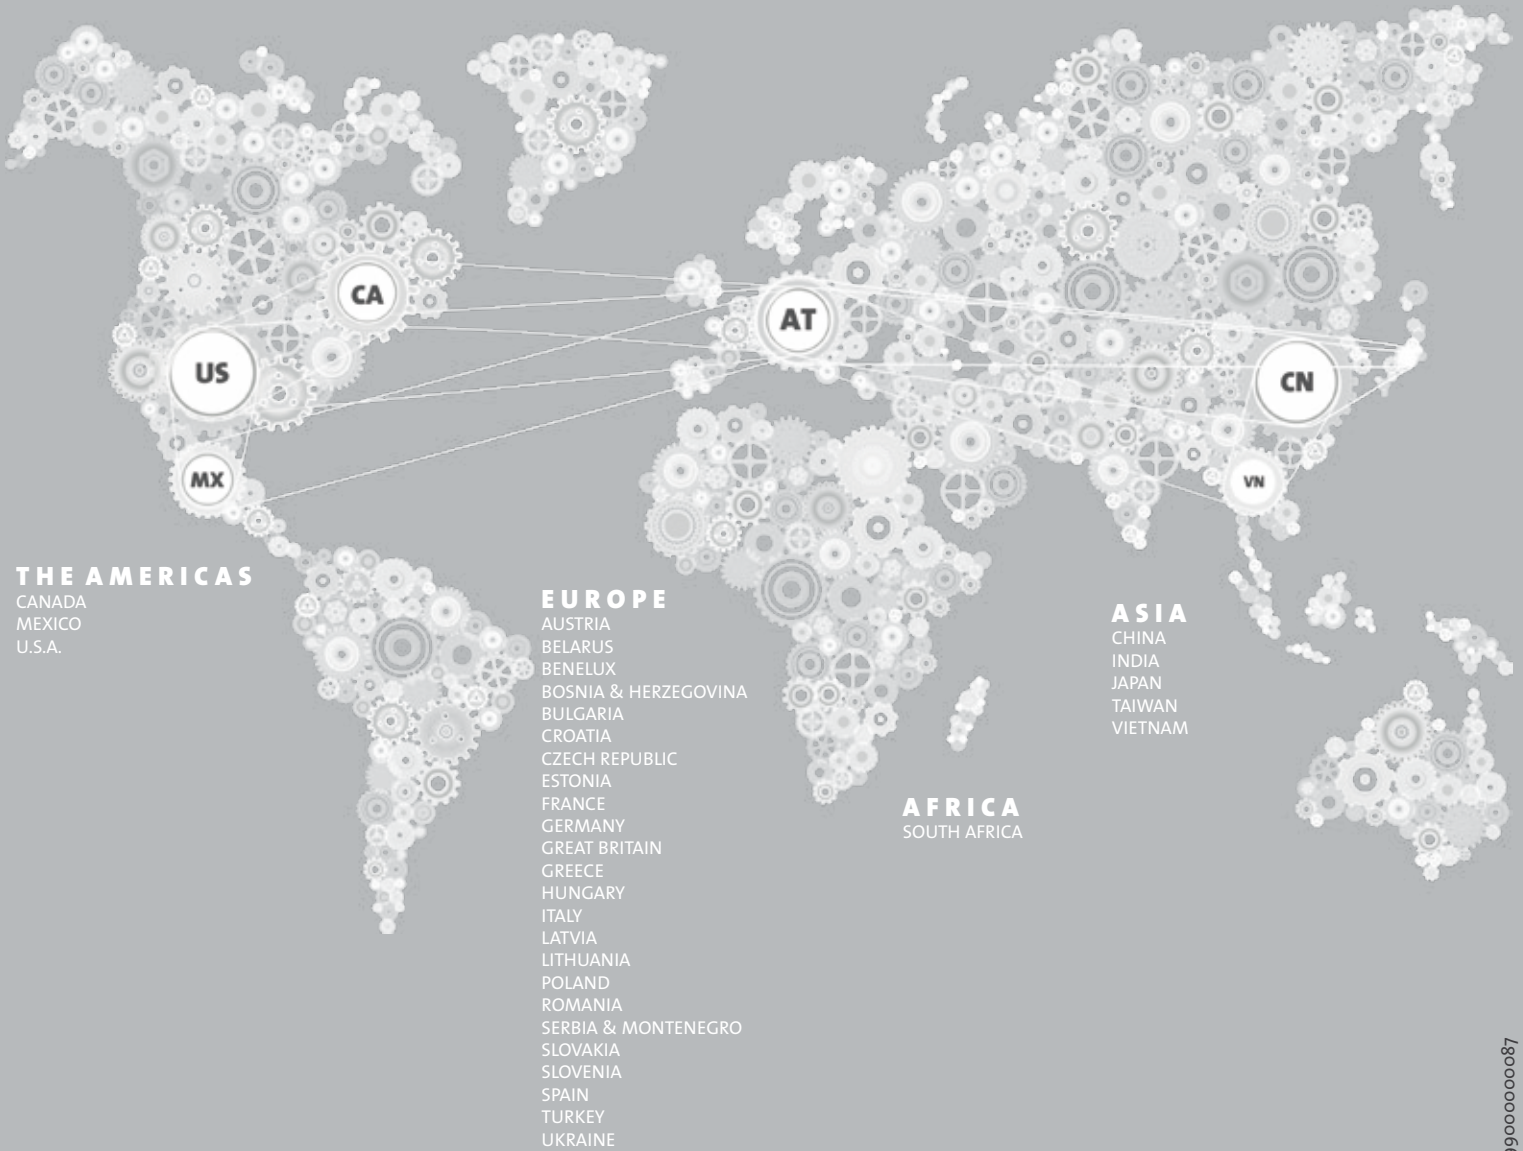 CA
AT
US
CN
MX
VN
THE AMERICAS
CANADA
MEXICO
U.S.A.
EUROPE
AUSTRIA
BELARUS
BENELUX
BOSNIA & HERZEGOVINA
BULGARIA
CROATIA
CZECH REPUBLIC
ESTONIA
FRANCE
GERMANY
GREAT BRITAIN
GREECE
HUNGARY
ITALY
LATVIA
LITHUANIA
POLAND
ROMANIA
SERBIA & MONTENEGRO
SLOVAKIA
SLOVENIA
SPAIN
TURKEY
UKRAINE
AFRICA
SOUTH AFRICA
ASIA
CHINA
INDIA
JAPAN
TAIWAN
VIETNAM